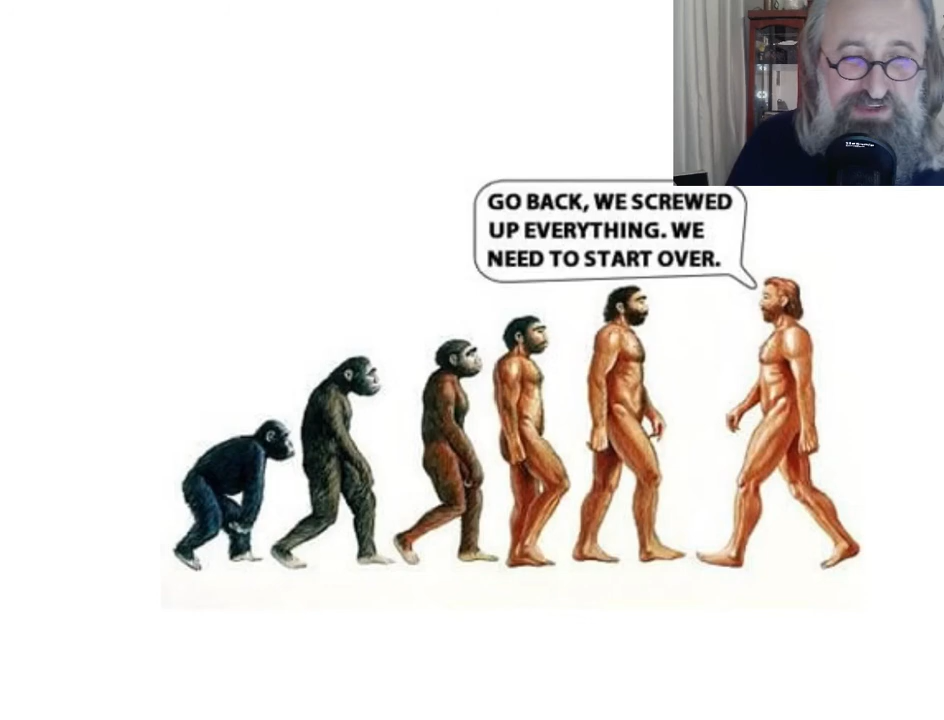 GO BACK, WE SCREWED
UP EVERYTHING. WE
NEED TO START OVER.